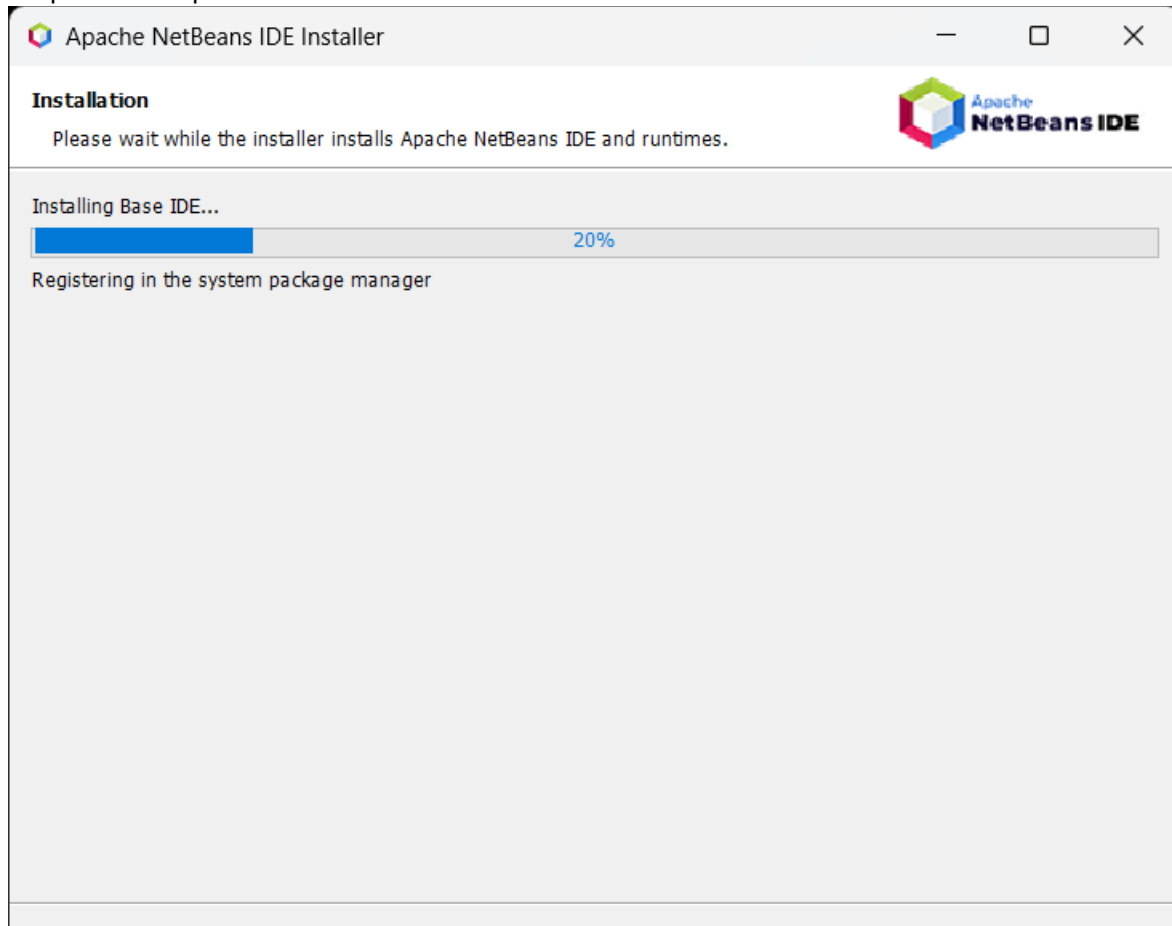 Apache NetBeans IDE Installer
Installation
Please wait while the installer installs Apache NetBeans IDE and runtimes.
Apache
NetBeans IDE
Installing Base IDE...
20%
Registering in the system package manager